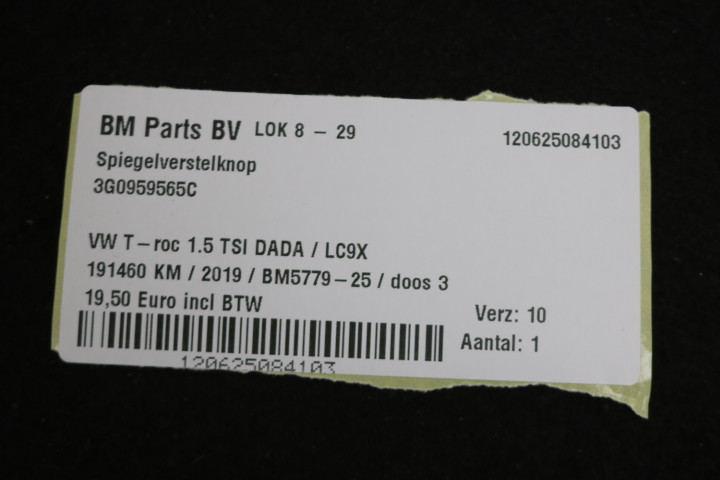 BM Parts BV LOK 8 - 29
120625084103
Spiegelverstelknop
3G0959565C
VW T-roc 1.5 TSI DADA / LC9X
191460 KM / 2019 / BM5779-25 / doos 3
19,50 Euro incl BTW
Verz: 10
Aantal: 1
120625084103